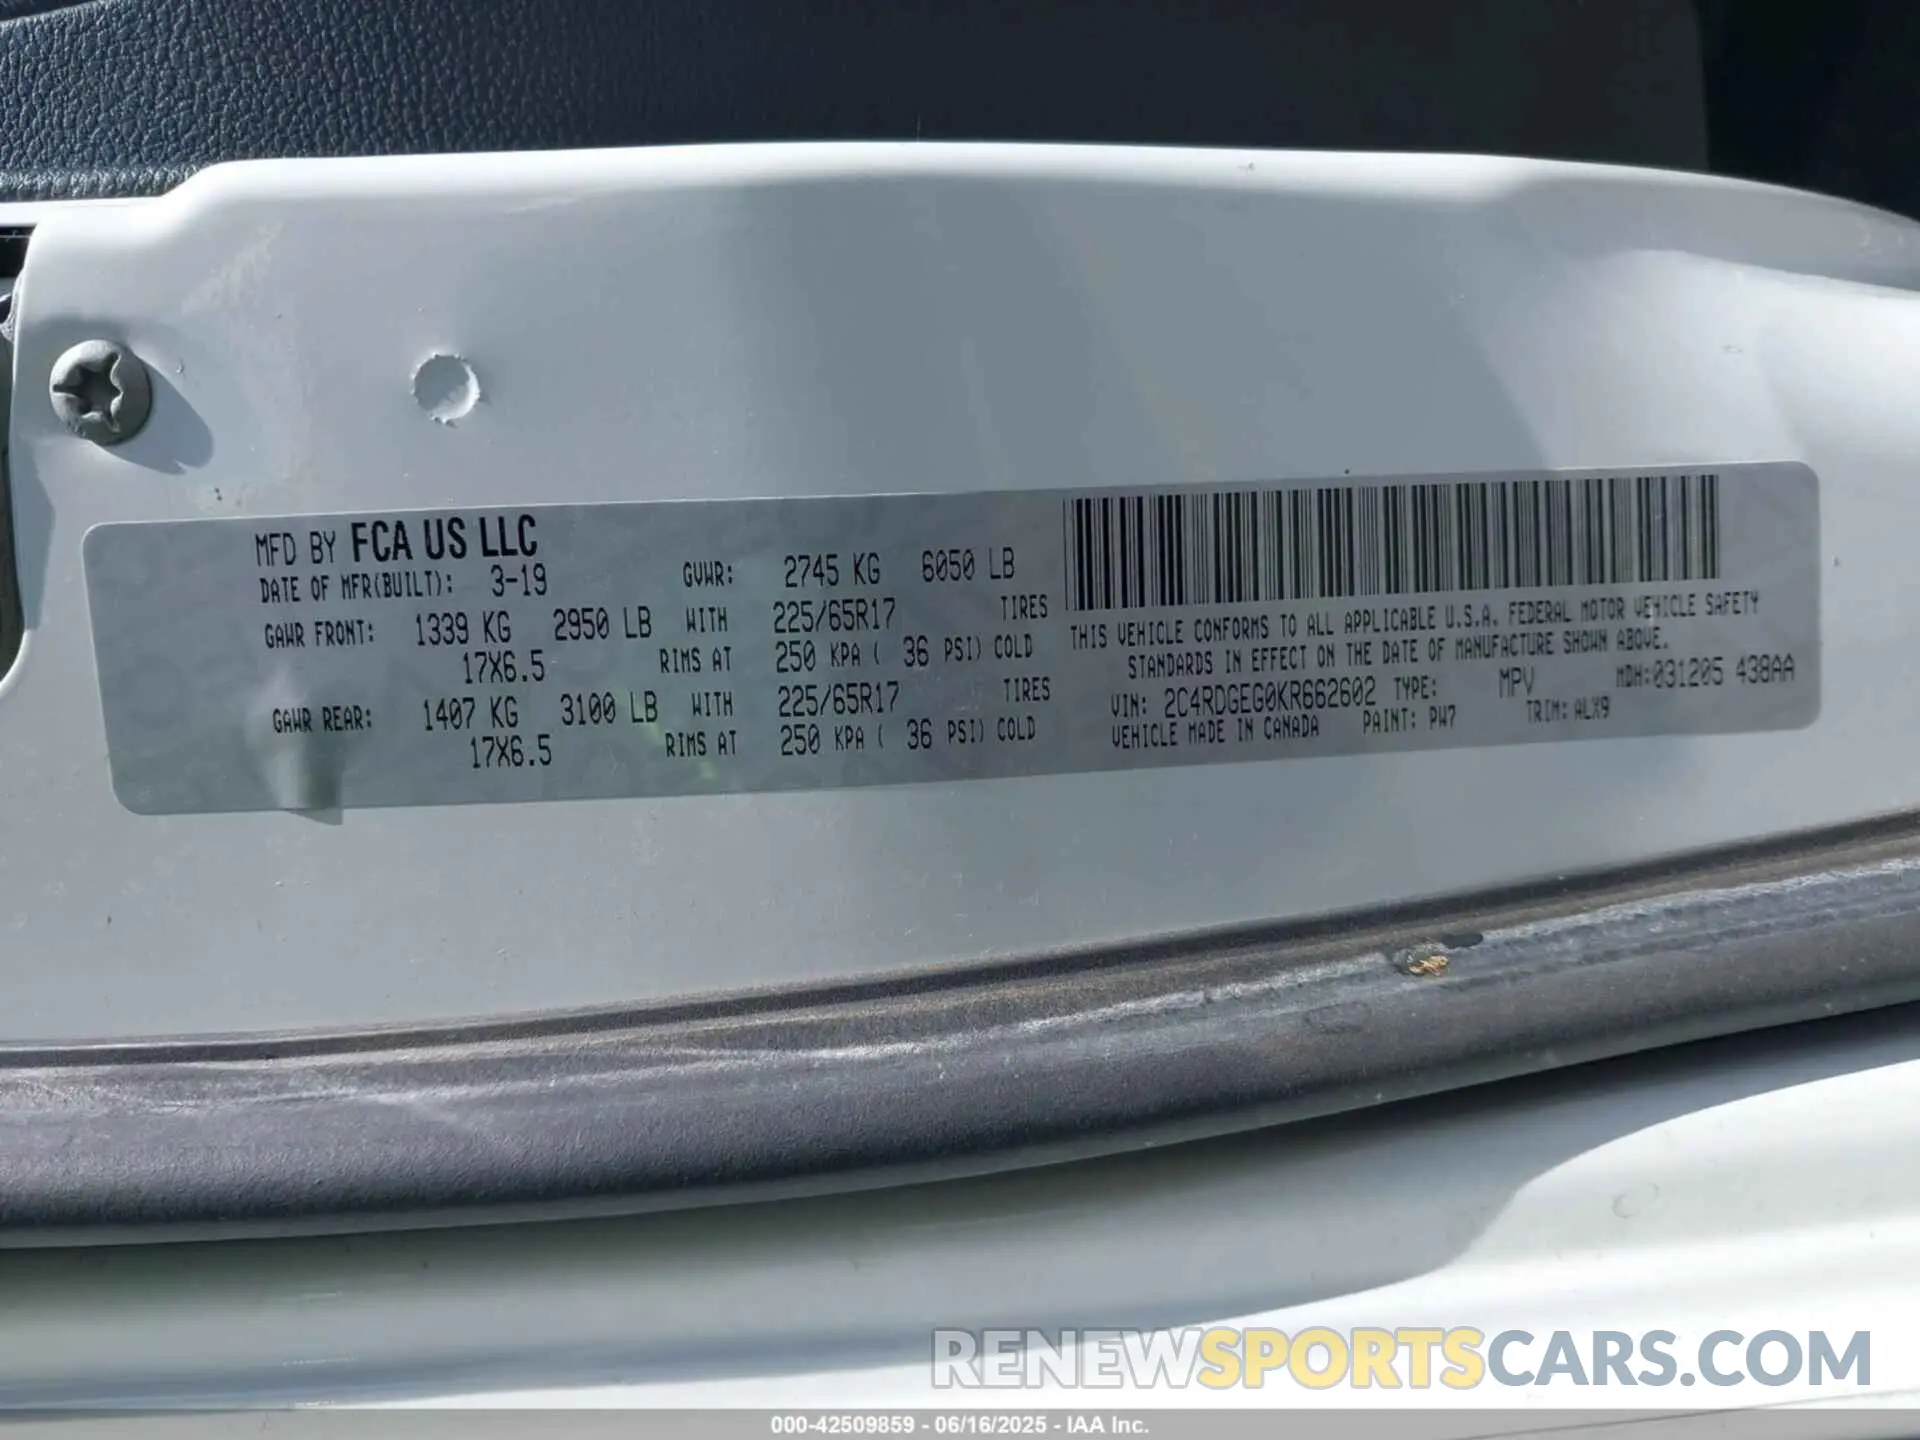 MFD BY FCA US LLC
DATE OF MFR(BUILT): 3-19 GVWR: 2745 KG 6050 LB
GAWR FRONT: 1339 KG 2950 LB WITH 225/65R17 TIRES
17X6.5 RIMS AT 250 KPA ( 36 PSI) COLD
GAWR REAR: 1407 KG 3100 LB WITH 225/65R17 TIRES
17X6.5 RIMS AT 250 KPA ( 36 PSI) COLD
THIS VEHICLE CONFORMS TO ALL APPLICABLE U.S.A. FEDERAL MOTOR VEHICLE SAFETY
STANDARDS IN EFFECT ON THE DATE OF MANUFACTURE SHOWN ABOVE.
VIN: 2C4RDGEG0KR662602 TYPE: MPV MDH:031205 438AA
VEHICLE MADE IN CANADA PAINT: PW7 TRIM: ALX9
RENEWSPORTSCARS.COM
000-42509859 - 06/16/2025 - IAA Inc.